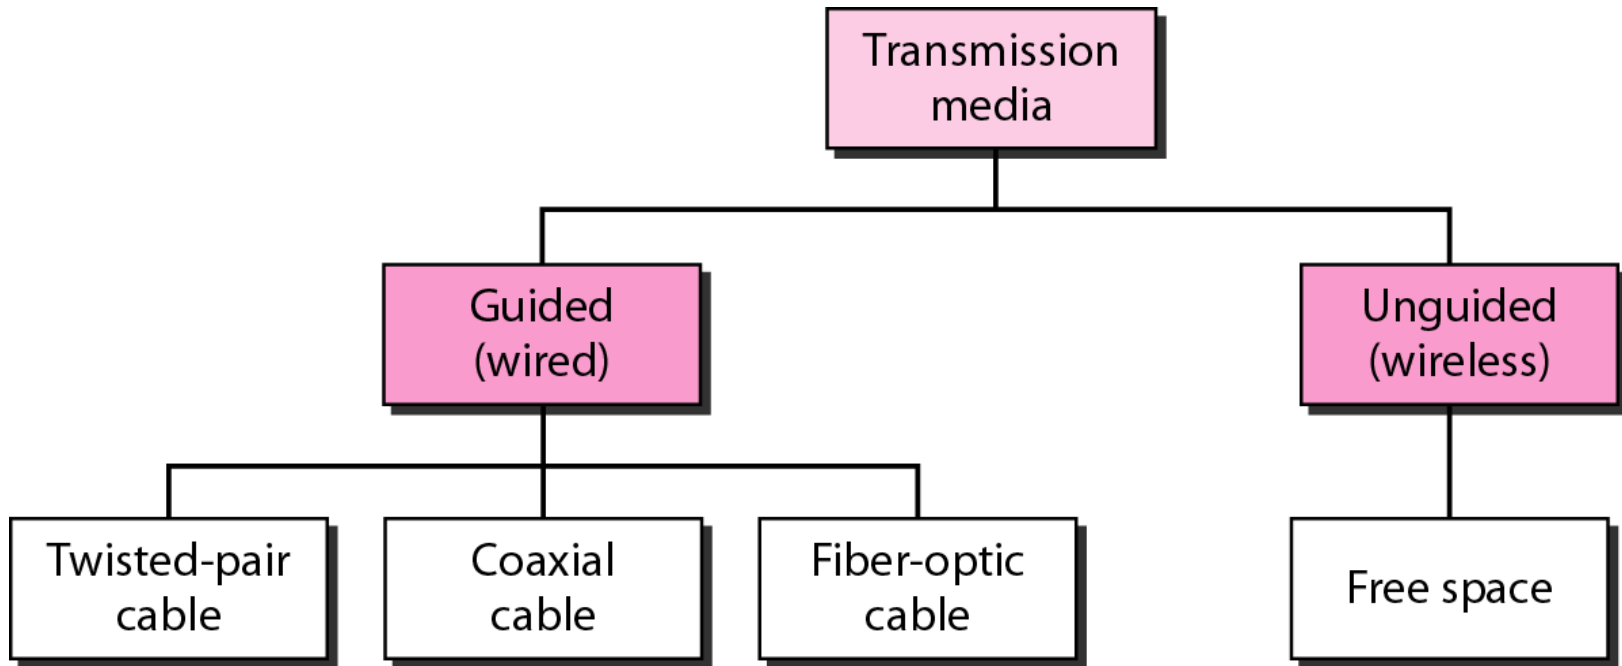 Transmission
media
Guided
(wired)
Unguided
(wireless)
Twisted-pair
cable
Coaxial
cable
Fiber-optic
cable
Free space